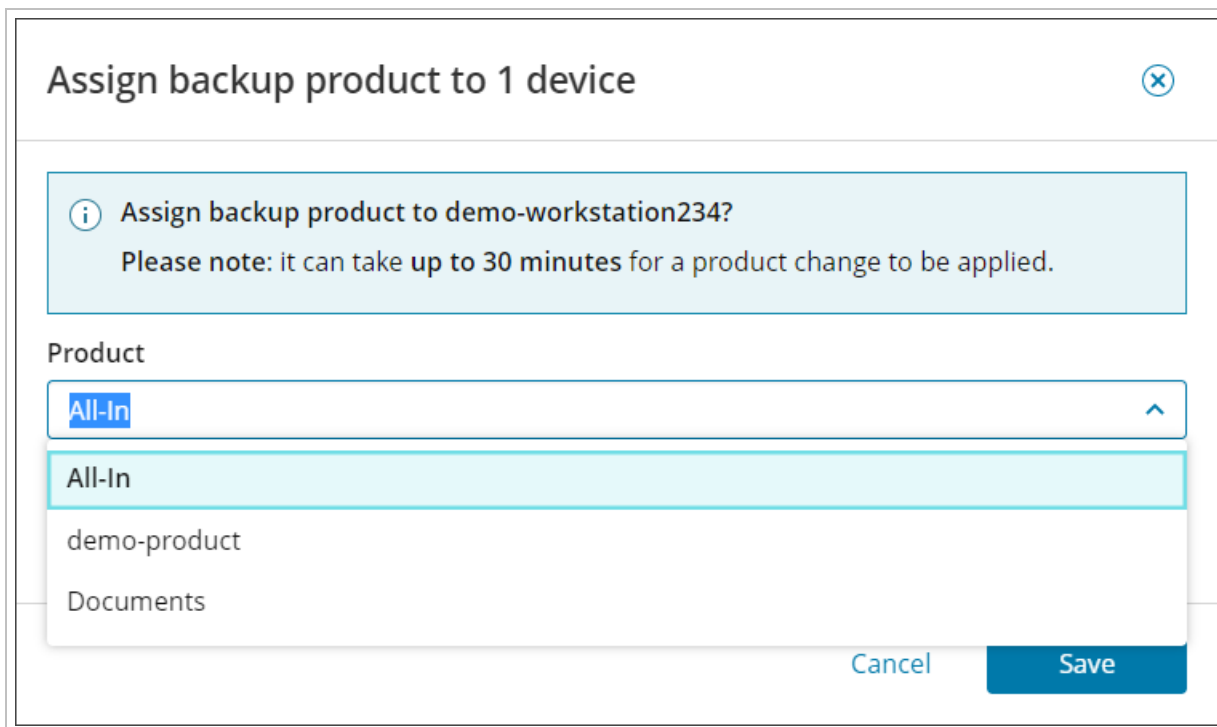 Assign backup product to 1 device
Assign backup product to demo-workstation234?
Please note: it can take up to 30 minutes for a product change to be applied.
Product
All-In
All-In
demo-product
Documents
Cancel
Save